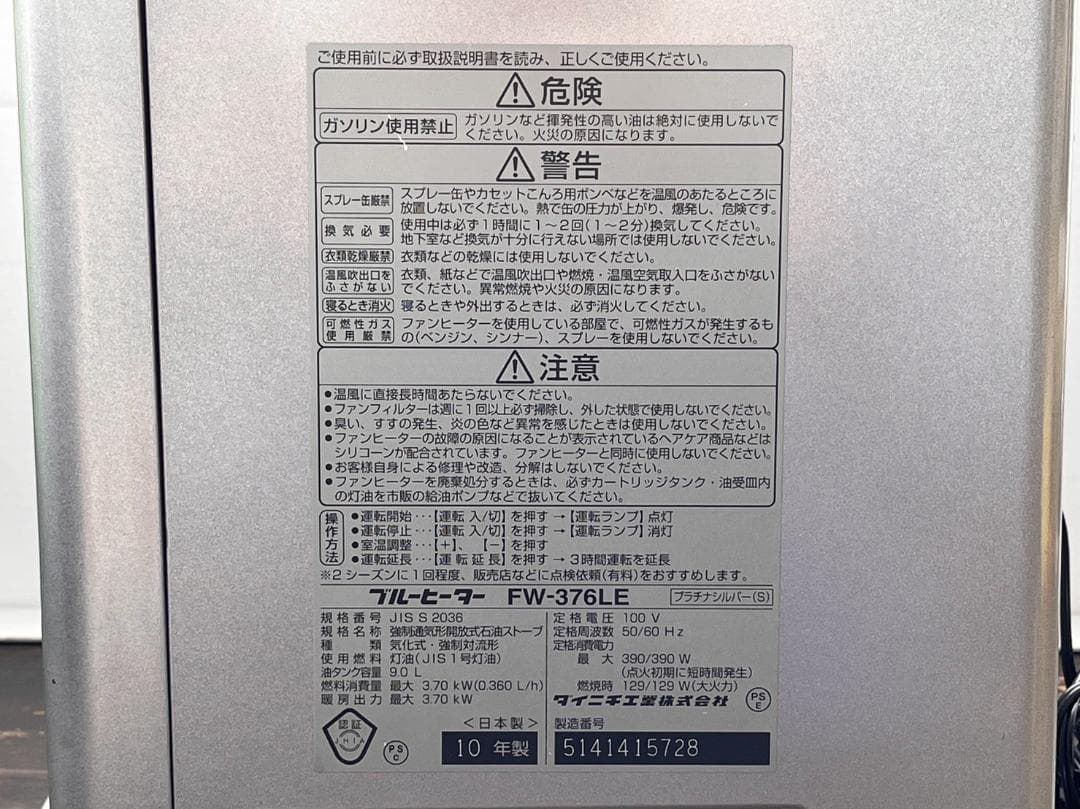 ご使用前に必ず取扱説明書を読み、正しくご使用ください。
危険
ガソリン使用禁止
ガソリンなど揮発性の高い油は絶対に使用しないで
ください。火災の原因になります。
警告
スプレー缶厳禁
スプレー缶やカセットこんろ用ボンベなどを温風のあたるところに
放置しないでください。熱で缶の圧力が上がり、爆発し、危険です。
換気必要
使用中は必ず1時間に1～2回(1～2分)換気してください。
地下室など換気が十分に行えない場所では使用しないでください。
衣類乾燥厳禁
衣類などの乾燥には使用しないでください。
温風吹出口を
ふさがない
衣類、紙などで温風吹出口や燃焼・温風空気取入口をふさがない
でください。異常燃焼や火災の原因になります。
寝るとき消火
寝るときや外出するときは、必ず消火してください。
可燃性ガス
使用厳禁
ファンヒーターを使用している部屋で、可燃性ガスが発生するも
の(ベンジン、シンナー)、スプレーを使用しないでください。
注意
●温風に直接長時間あたらないでください。
●ファンフィルターは週に1回以上必ず掃除し、外した状態で使用しないでください。
●臭い、すすの発生、炎の色など異常を感じたときは使用しないでください。
●ファンヒーターの故障の原因になることが表示されているヘアケア商品などは
シリコーンが配合されています。ファンヒーターと同時に使用しないでください。
●お客様自身による修理や改造、分解はしないでください。
●ファンヒーターを廃棄処分するときは、必ずカートリッジタンク・油受皿内
の灯油を市販の給油ポンプなどで抜いてください。
操作方法
●運転開始･･･【運転 入/切】を押す→【運転ランプ】点灯
●運転停止･･･【運転 入/切】を押す→【運転ランプ】消灯
●室温調整･･･【＋】、【－】を押す
●運転延長･･･【運転延長】を押す→3時間運転を延長
※2シーズンに1回程度、販売店などに点検依頼(有料)をおすすめします。
ブルーヒーター FW-376LE プラチナシルバー(S)
規格番号 JIS S 2036
規格名称 強制通気形開放式石油ストーブ
種類 気化式・強制対流形
使用燃料 灯油(JIS1号灯油)
油タンク容量 9.0 L
燃料消費量 最大 3.70 kW(0.360 L/h)
暖房出力 最大 3.70 kW
認証
JHIA
PSC
＜日本製＞
10 年製
定格電圧 100 V
定格周波数 50/60 Hz
定格消費電力
最大 390/390 W
(点火初期に短時間発生)
燃焼時 129/129 W(大火力)
ダイニチ工業株式会社
PSE
製造番号
5141415728